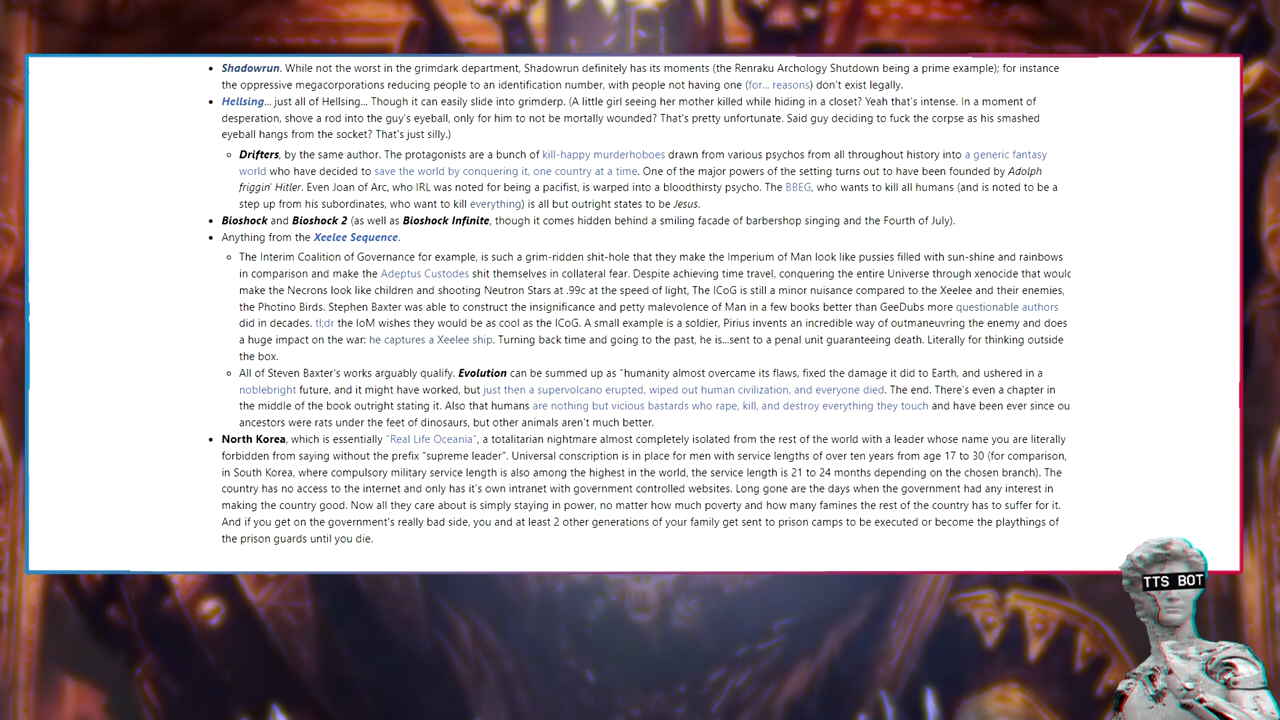 Shadowrun. While not the worst in the grimdark department, Shadowrun definitely has its moments (the Renraku Archology Shutdown being a prime example); for instance
the oppressive megacorporations reducing people to an identification number, with people not having one (for... reasons) don't exist legally.
Hellsing... just all of Hellsing... Though it can easily slide into grimderp. (A little girl seeing her mother killed while hiding in a closet? Yeah that's intense. In a moment of
desperation, shove a rod into the guy's eyeball, only for him to not be mortally wounded? That's pretty unfortunate. Said guy deciding to fuck the corpse as his smashed
eyeball hangs from the socket? That's just silly.)
Drifters, by the same author. The protagonists are a bunch of kill-happy murderhoboes drawn from various psychos from all throughout history into a generic fantasy
world who have decided to save the world by conquering it, one country at a time. One of the major powers of the setting turns out to have been founded by Adolph
friggin' Hitler. Even Joan of Arc, who IRL was noted for being a pacifist, is warped into a bloodthirsty psycho. The BBEG, who wants to kill all humans (and is noted to be a
step up from his subordinates, who want to kill everything) is all but outright states to be Jesus.
Bioshock and Bioshock 2 (as well as Bioshock Infinite, though it comes hidden behind a smiling facade of barbershop singing and the Fourth of July).
Anything from the Xeelee Sequence.
The Interim Coalition of Governance for example, is such a grim-ridden shit-hole that they make the Imperium of Man look like pussies filled with sun-shine and rainbows
in comparison and make the Adeptus Custodes shit themselves in collateral fear. Despite achieving time travel, conquering the entire Universe through xenocide that would
make the Necrons look like children and shooting Neutron Stars at .99c at the speed of light, The ICoG is still a minor nuisance compared to the Xeelee and their enemies,
the Photino Birds. Stephen Baxter was able to construct the insignificance and petty malevolence of Man in a few books better than GeeDubs more questionable authors
did in decades. tl;dr the IoM wishes they would be as cool as the ICoG. A small example is a soldier, Pirius invents an incredible way of outmaneuvring the enemy and does
a huge impact on the war: he captures a Xeelee ship. Turning back time and going to the past, he is...sent to a penal unit guaranteeing death. Literally for thinking outside
the box.
All of Steven Baxter's works arguably qualify. Evolution can be summed up as "humanity almost overcame its flaws, fixed the damage it did to Earth, and ushered in a
noblebright future, and it might have worked, but just then a supervolcano erupted, wiped out human civilization, and everyone died. The end. There's even a chapter in
the middle of the book outright stating it. Also that humans are nothing but vicious bastards who rape, kill, and destroy everything they touch and have been ever since ou
ancestors were rats under the feet of dinosaurs, but other animals aren't much better.
North Korea, which is essentially "Real Life Oceania", a totalitarian nightmare almost completely isolated from the rest of the world with a leader whose name you are literally
forbidden from saying without the prefix "supreme leader". Universal conscription is in place for men with service lengths of over ten years from age 17 to 30 (for comparison,
in South Korea, where compulsory military service length is also among the highest in the world, the service length is 21 to 24 months depending on the chosen branch). The
country has no access to the internet and only has it's own intranet with government controlled websites. Long gone are the days when the government had any interest in
making the country good. Now all they care about is simply staying in power, no matter how much poverty and how many famines the rest of the country has to suffer for it.
And if you get on the government's really bad side, you and at least 2 other generations of your family get sent to prison camps to be executed or become the playthings of
the prison guards until you die.
TTS BOT